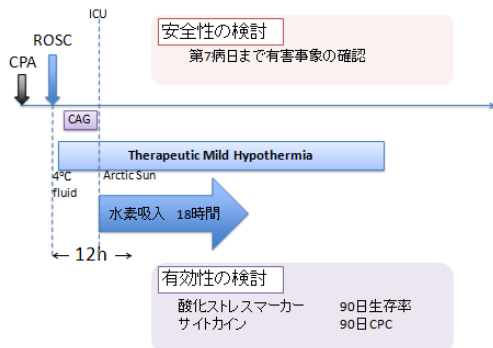 ICU
安全性の検討
第7病日まで有害事象の確認
ROSC
CPA
CAG
Therapeutic Mild Hypothermia
4℃
fluid
Arctic Sun
水素吸入 18時間
← 12h →
有効性の検討
酸化ストレスマーカー 90日生存率
サイトカイン 90日CPC